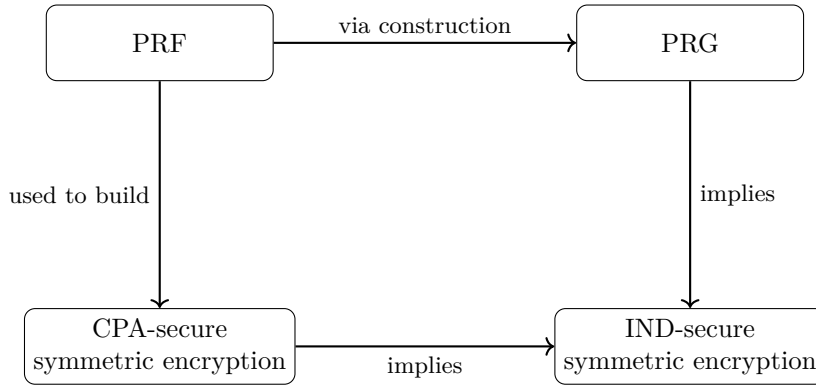 PRF
via construction
PRG
used to build
implies
CPA-secure
symmetric encryption
implies
IND-secure
symmetric encryption